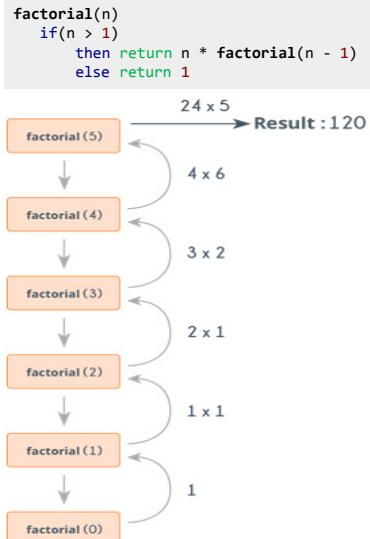 factorial(n)
if(n > 1)
then return n * factorial(n - 1)
else return 1
24 x 5
Result :120
factorial (5)
4 x 6
factorial (4)
3 x 2
factorial (3)
2 x 1
factorial (2)
1 x 1
factorial (1)
1
factorial (0)